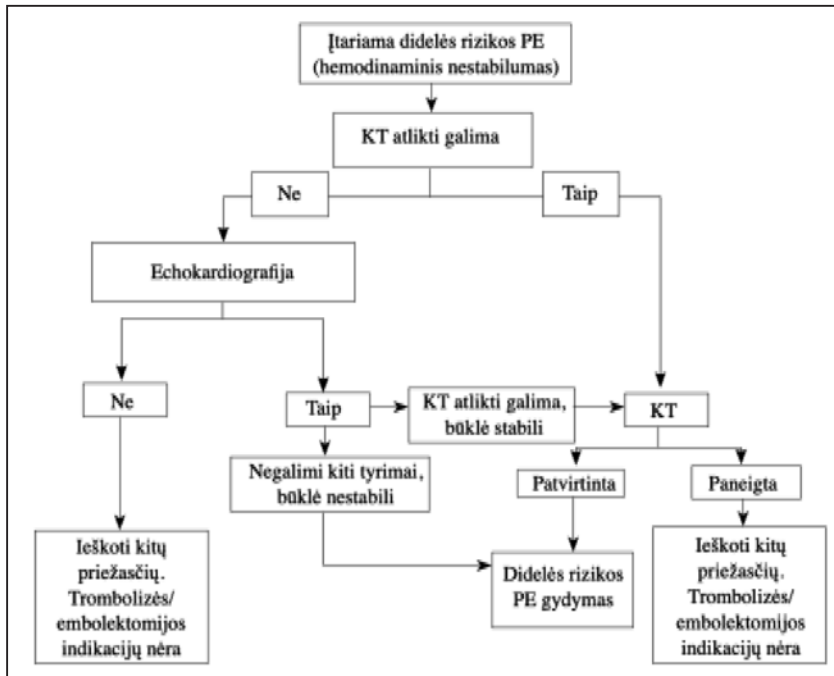 Įtariama didelės rizikos PE
(hemodinaminis nestabilumas)
KT atlikti galima
Ne
Taip
Echokardiografija
Ne
Taip
KT atlikti galima,
būklė stabili
KT
Negalimi kiti tyrimai,
būklė nestabili
Patvirtinta
Paneigta
Ieškoti kitų
priežasčių.
Trombolizės/
embolektomijos
indikacijų nėra
Didelės rizikos
PE gydymas
Ieškoti kitų
priežasčių.
Trombolizės/
embolektomijos
indikacijų nėra